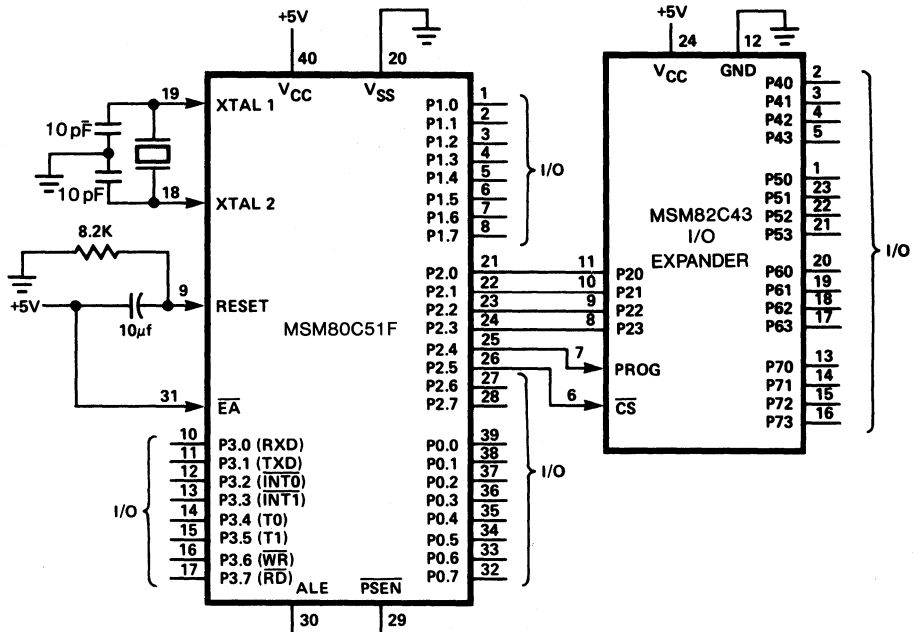 +5V
40
20
VCC
VSS
19
XTAL 1
10 pF
10 pF
18
XTAL 2
8.2K
+5V
10µf
9
RESET
MSM80C51F
31
EA
I/O
10 P3.0 (RXD)
11 P3.1 (TXD)
12 P3.2 (INT0)
13 P3.3 (INT1)
14 P3.4 (T0)
15 P3.5 (T1)
16 P3.6 (WR)
17 P3.7 (RD)
ALE
PSEN
30
29
P1.0 1
P1.1 2
P1.2 3
P1.3 4
P1.4 5
P1.5 6
P1.6 7
P1.7 8
I/O
P2.0 21
P2.1 22
P2.2 23
P2.3 24
P2.4 25
P2.5 26
P2.6 27
P2.7 28
P0.0 39
P0.1 38
P0.2 37
P0.3 36
P0.4 35
P0.5 34
P0.6 33
P0.7 32
I/O
+5V
24
12
VCC
GND
11 P20
10 P21
9 P22
8 P23
7 PROG
6 CS
MSM82C43
I/O
EXPANDER
P40 2
P41 3
P42 4
P43 5
P50 1
P51 23
P52 22
P53 21
P60 20
P61 19
P62 18
P63 17
P70 13
P71 14
P72 15
P73 16
I/O